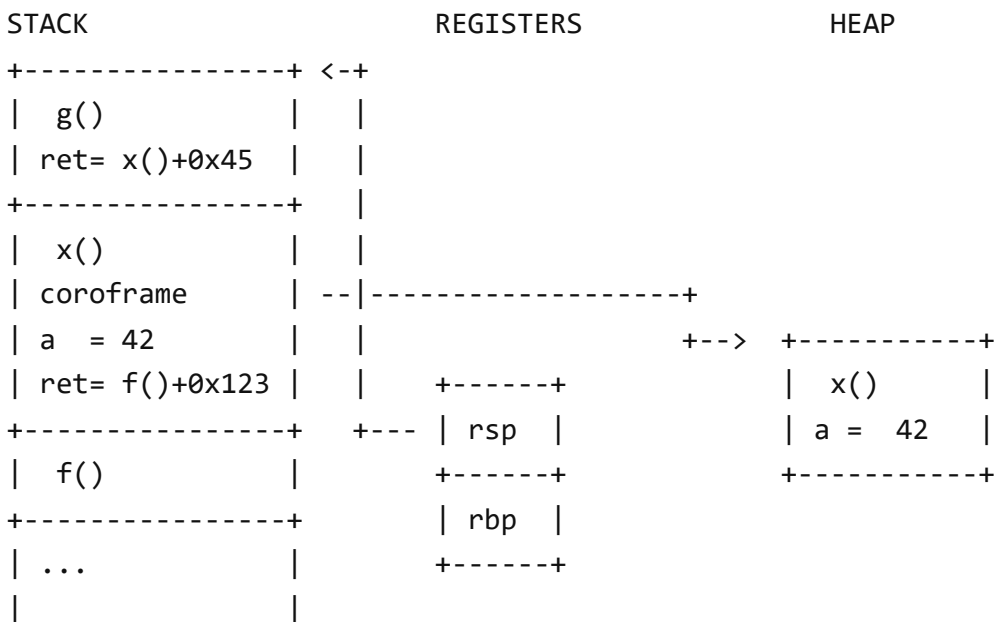 STACK                     REGISTERS               HEAP
+----------------+ <-+
|  g()           |   |
| ret= x()+0x45  |   |
+----------------+   |
|  x()           |   |
| coroframe      | --|-------------------+
| a  = 42        |   |                   +-->  +-----------+
| ret= f()+0x123 |   |    +------+             |  x()      |
+----------------+   +--- | rsp  |             | a =  42   |
|  f()           |        +------+             +-----------+
+----------------+        | rbp  |
| ...            |        +------+
|                |